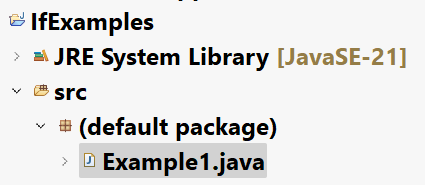 IfExamples
JRE System Library [JavaSE-21]
src
(default package)
Example1.java